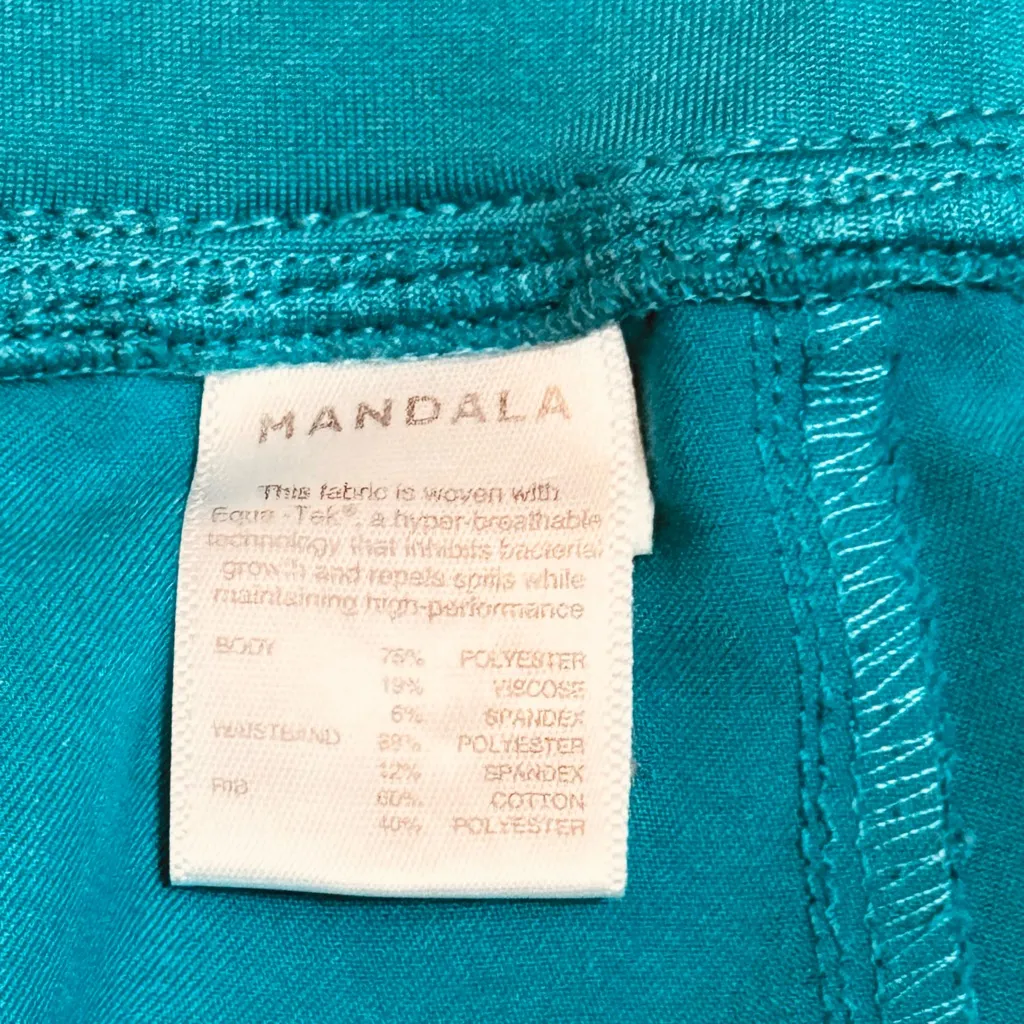 MANDALA
This fabric is woven with
Equa-Tek®, a hyper-breathable
technology that inhibits bacterial
growth and repels spills while
maintaining high-performance
BODY 75% POLYESTER
19% VISCOSE
6% SPANDEX
WAISTBAND 88% POLYESTER
12% SPANDEX
RIB 60% COTTON
40% POLYESTER